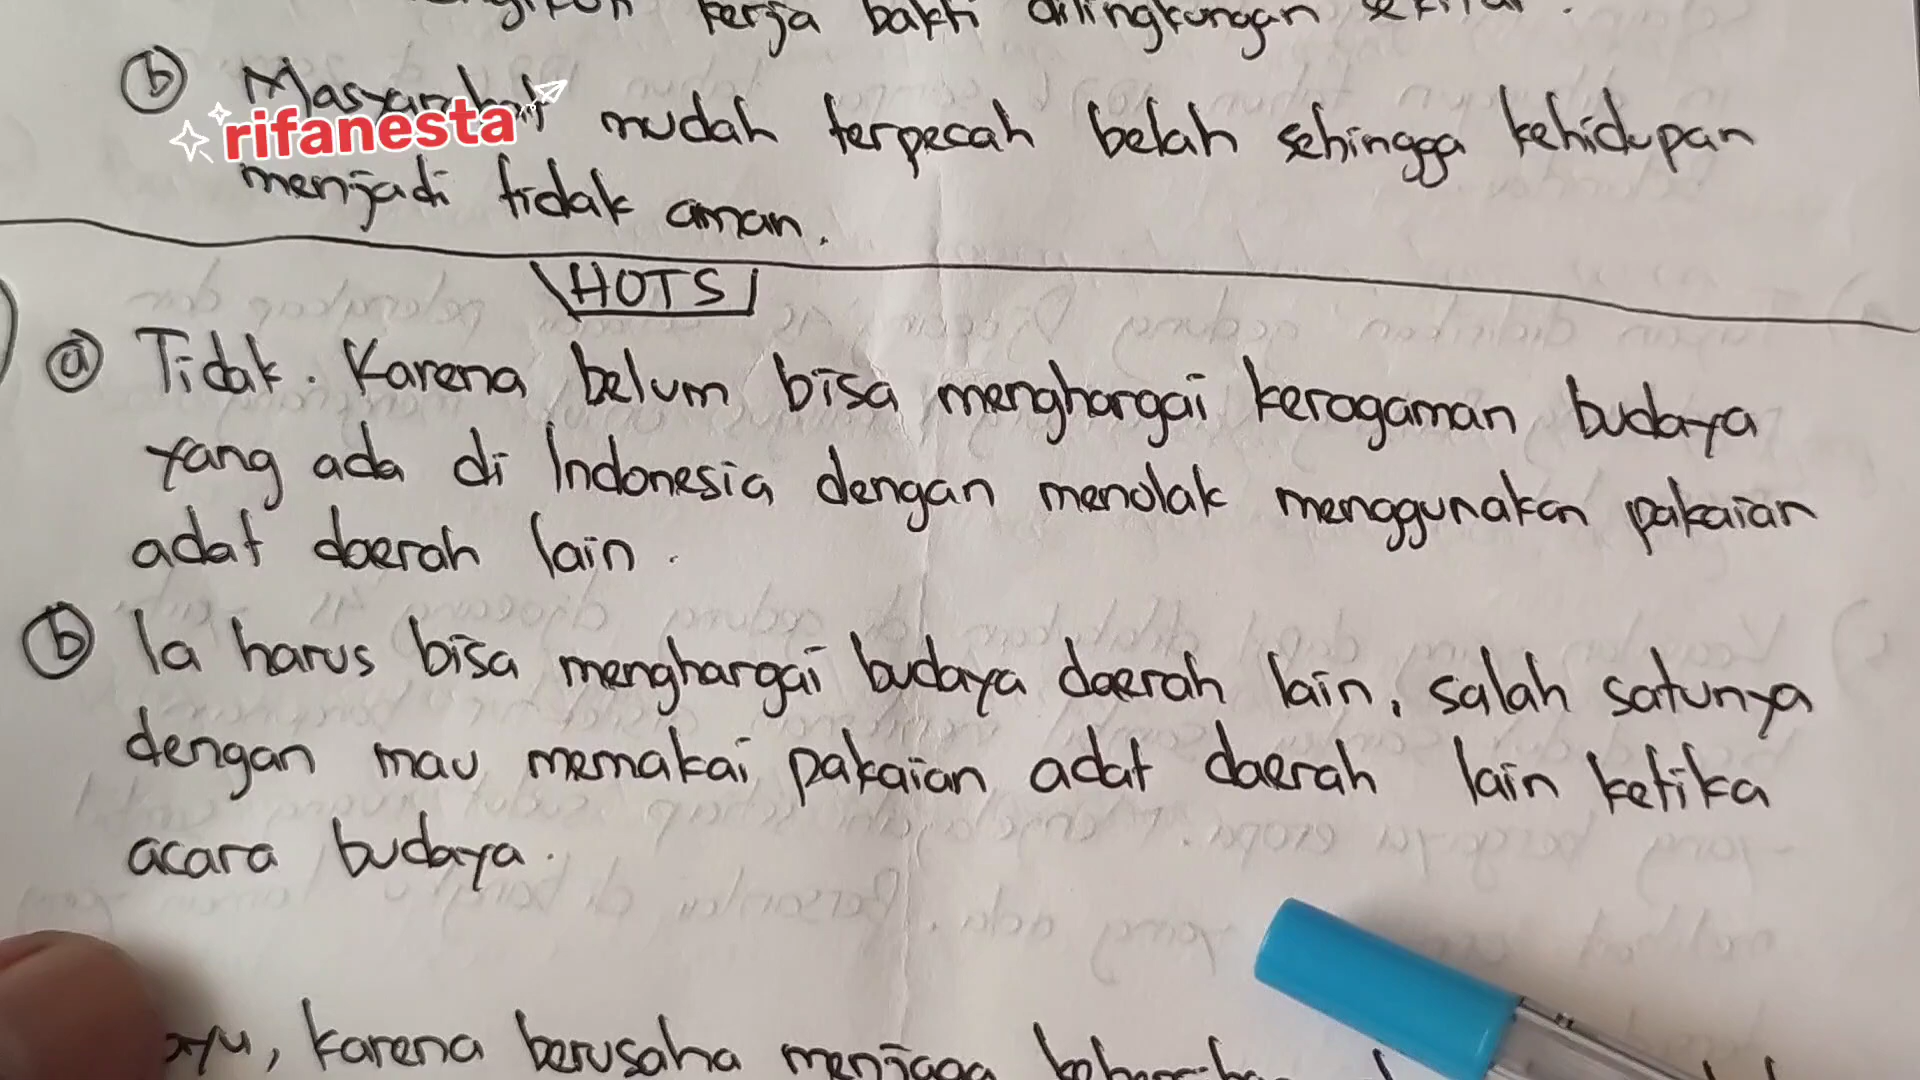 kerja bakti dilingkungan sekitar.
b Masyarakat mudah terpecah belah sehingga kehidupan
rifanesta
menjadi tidak aman.
HOTS
a Tidak. Karena belum bisa menghargai keragaman budaya
yang ada di Indonesia dengan menolak menggunakan pakaian
adat daerah lain.
b Ia harus bisa menghargai budaya daerah lain, salah satunya
dengan mau memakai pakaian adat daerah lain ketika
acara budaya.
karena berusaha menjaga